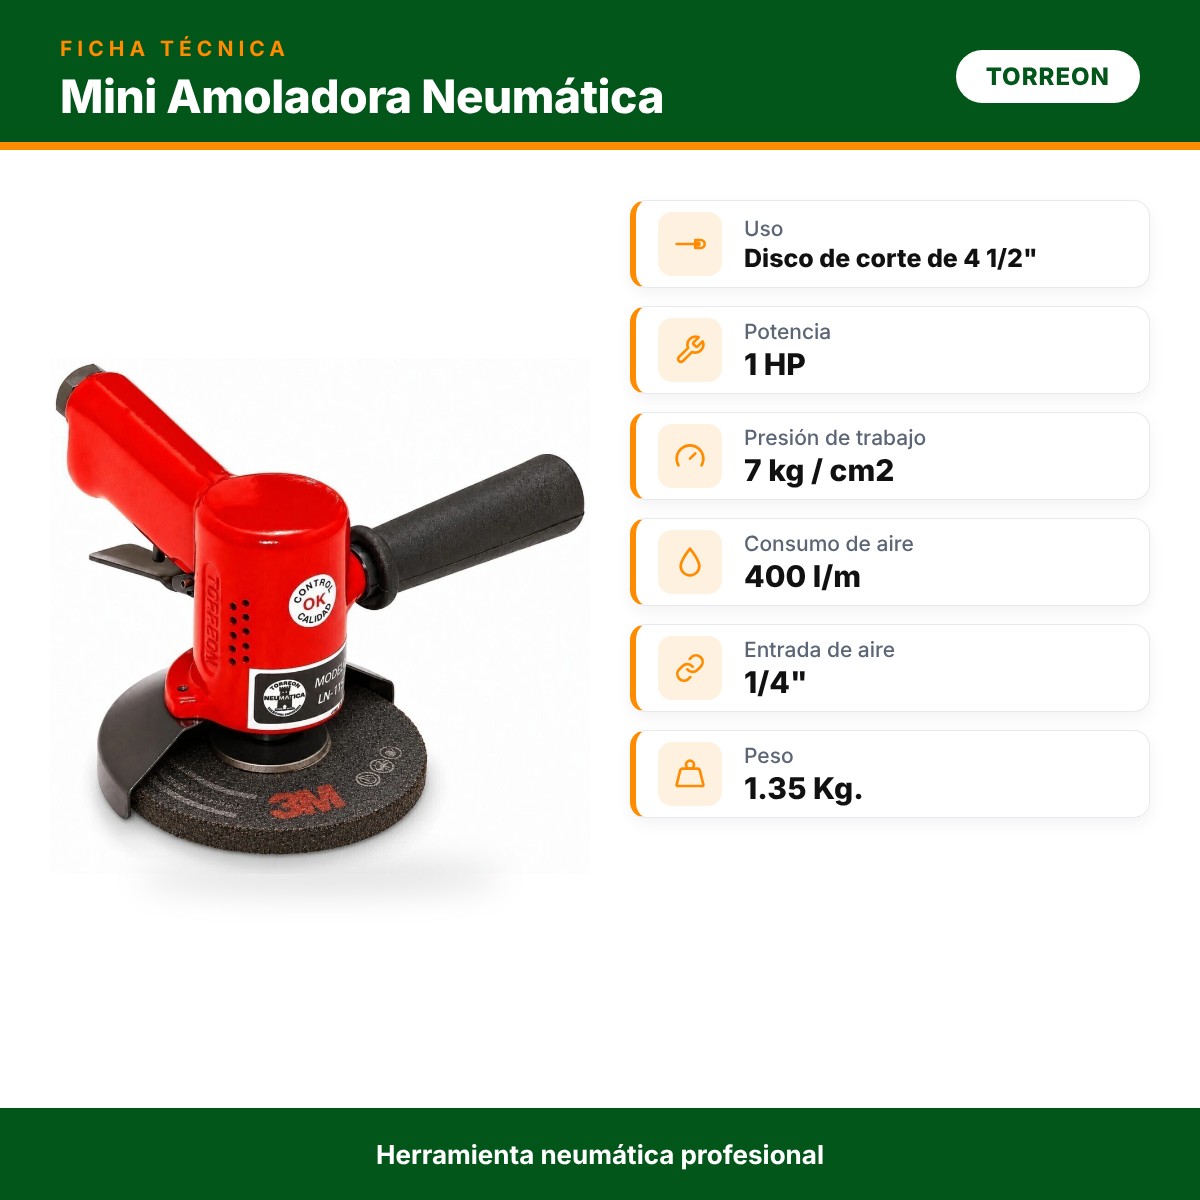 FICHA TÉCNICA
Mini Amoladora Neumática
TORREON
Uso
Disco de corte de 4 1/2"
Potencia
1 HP
Presión de trabajo
7 kg / cm2
Consumo de aire
400 l/m
Entrada de aire
1/4"
Peso
1.35 Kg.
TORREON
CONTROL
OK
CALIDAD
TORREON
NEUMATICA
3M
Herramienta neumática profesional